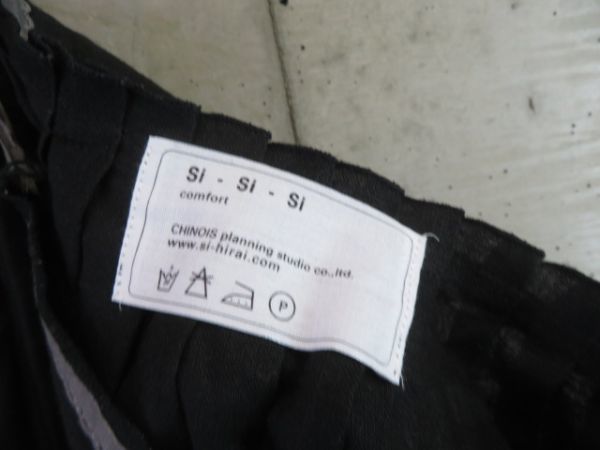 Si - Si - Si
comfort
CHINOIS planning studio co.,ltd.
www.si-hirai.com
P